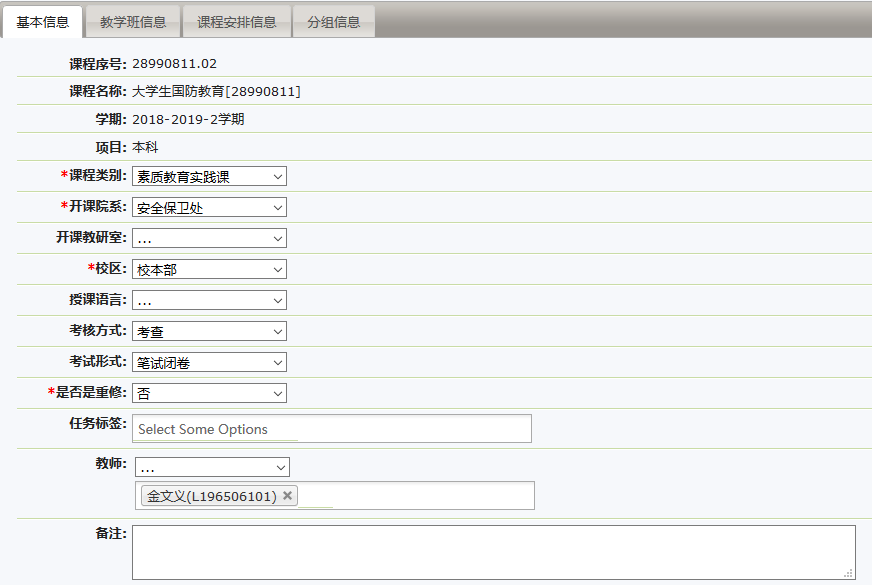 基本信息 教学班信息 课程安排信息 分组信息
课程序号: 28990811.02
课程名称: 大学生国防教育[28990811]
学期: 2018-2019-2学期
项目: 本科
*课程类别: 素质教育实践课
*开课院系: 安全保卫处
开课教研室: ...
*校区: 校本部
授课语言: ...
考核方式: 考查
考试形式: 笔试闭卷
*是否是重修: 否
任务标签: Select Some Options
教师: ...
金文义(L196506101) ×
备注: